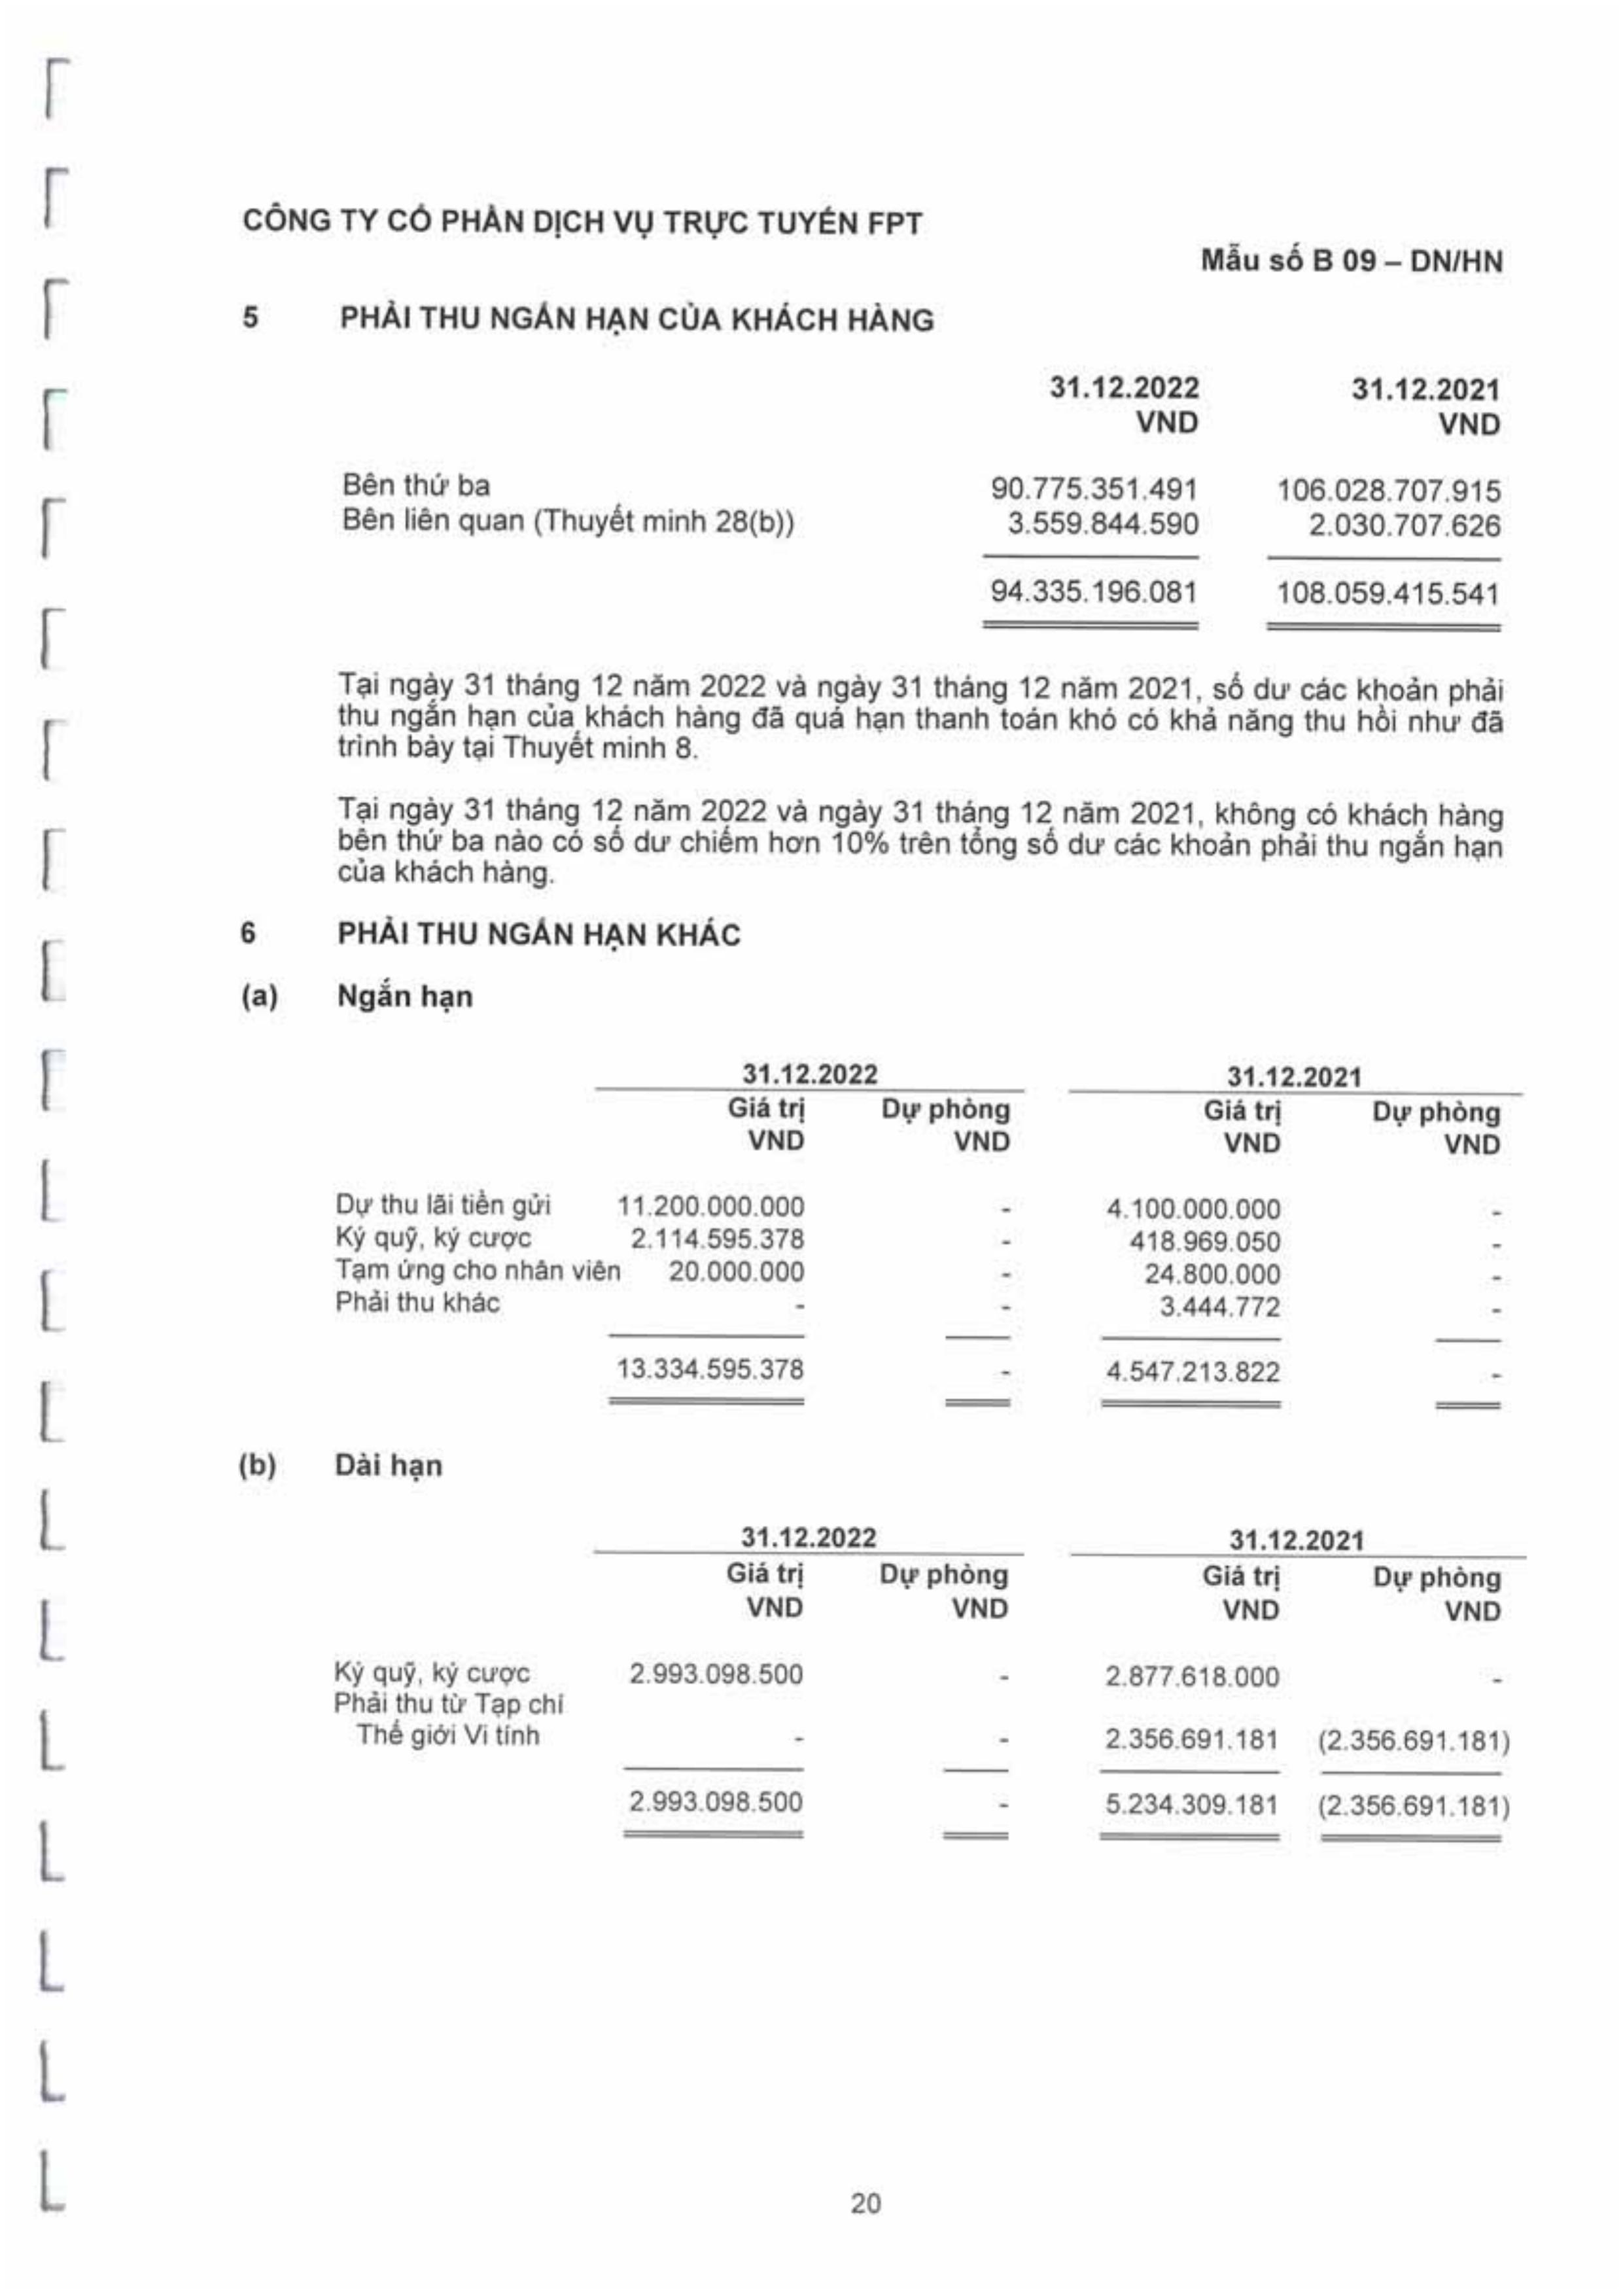 CÔNG TY CỔ PHẦN DỊCH VỤ TRỰC TUYẾN FPT
Mẫu số B 09 – DN/HN
5 PHẢI THU NGẮN HẠN CỦA KHÁCH HÀNG
31.12.2022 31.12.2021
VND VND
Bên thứ ba 90.775.351.491 106.028.707.915
Bên liên quan (Thuyết minh 28(b)) 3.559.844.590 2.030.707.626
94.335.196.081 108.059.415.541
Tại ngày 31 tháng 12 năm 2022 và ngày 31 tháng 12 năm 2021, số dư các khoản phải
thu ngắn hạn của khách hàng đã quá hạn thanh toán khó có khả năng thu hồi như đã
trình bày tại Thuyết minh 8.
Tại ngày 31 tháng 12 năm 2022 và ngày 31 tháng 12 năm 2021, không có khách hàng
bên thứ ba nào có số dư chiếm hơn 10% trên tổng số dư các khoản phải thu ngắn hạn
của khách hàng.
6 PHẢI THU NGẮN HẠN KHÁC
(a) Ngắn hạn
31.12.2022 31.12.2021
Giá trị Dự phòng Giá trị Dự phòng
VND VND VND VND
Dự thu lãi tiền gửi 11.200.000.000 - 4.100.000.000 -
Ký quỹ, ký cược 2.114.595.378 - 418.969.050 -
Tạm ứng cho nhân viên 20.000.000 - 24.800.000 -
Phải thu khác - - 3.444.772 -
13.334.595.378 - 4.547.213.822 -
(b) Dài hạn
31.12.2022 31.12.2021
Giá trị Dự phòng Giá trị Dự phòng
VND VND VND VND
Ký quỹ, ký cược 2.993.098.500 - 2.877.618.000 -
Phải thu từ Tạp chí
Thế giới Vi tính - - 2.356.691.181 (2.356.691.181)
2.993.098.500 - 5.234.309.181 (2.356.691.181)
20